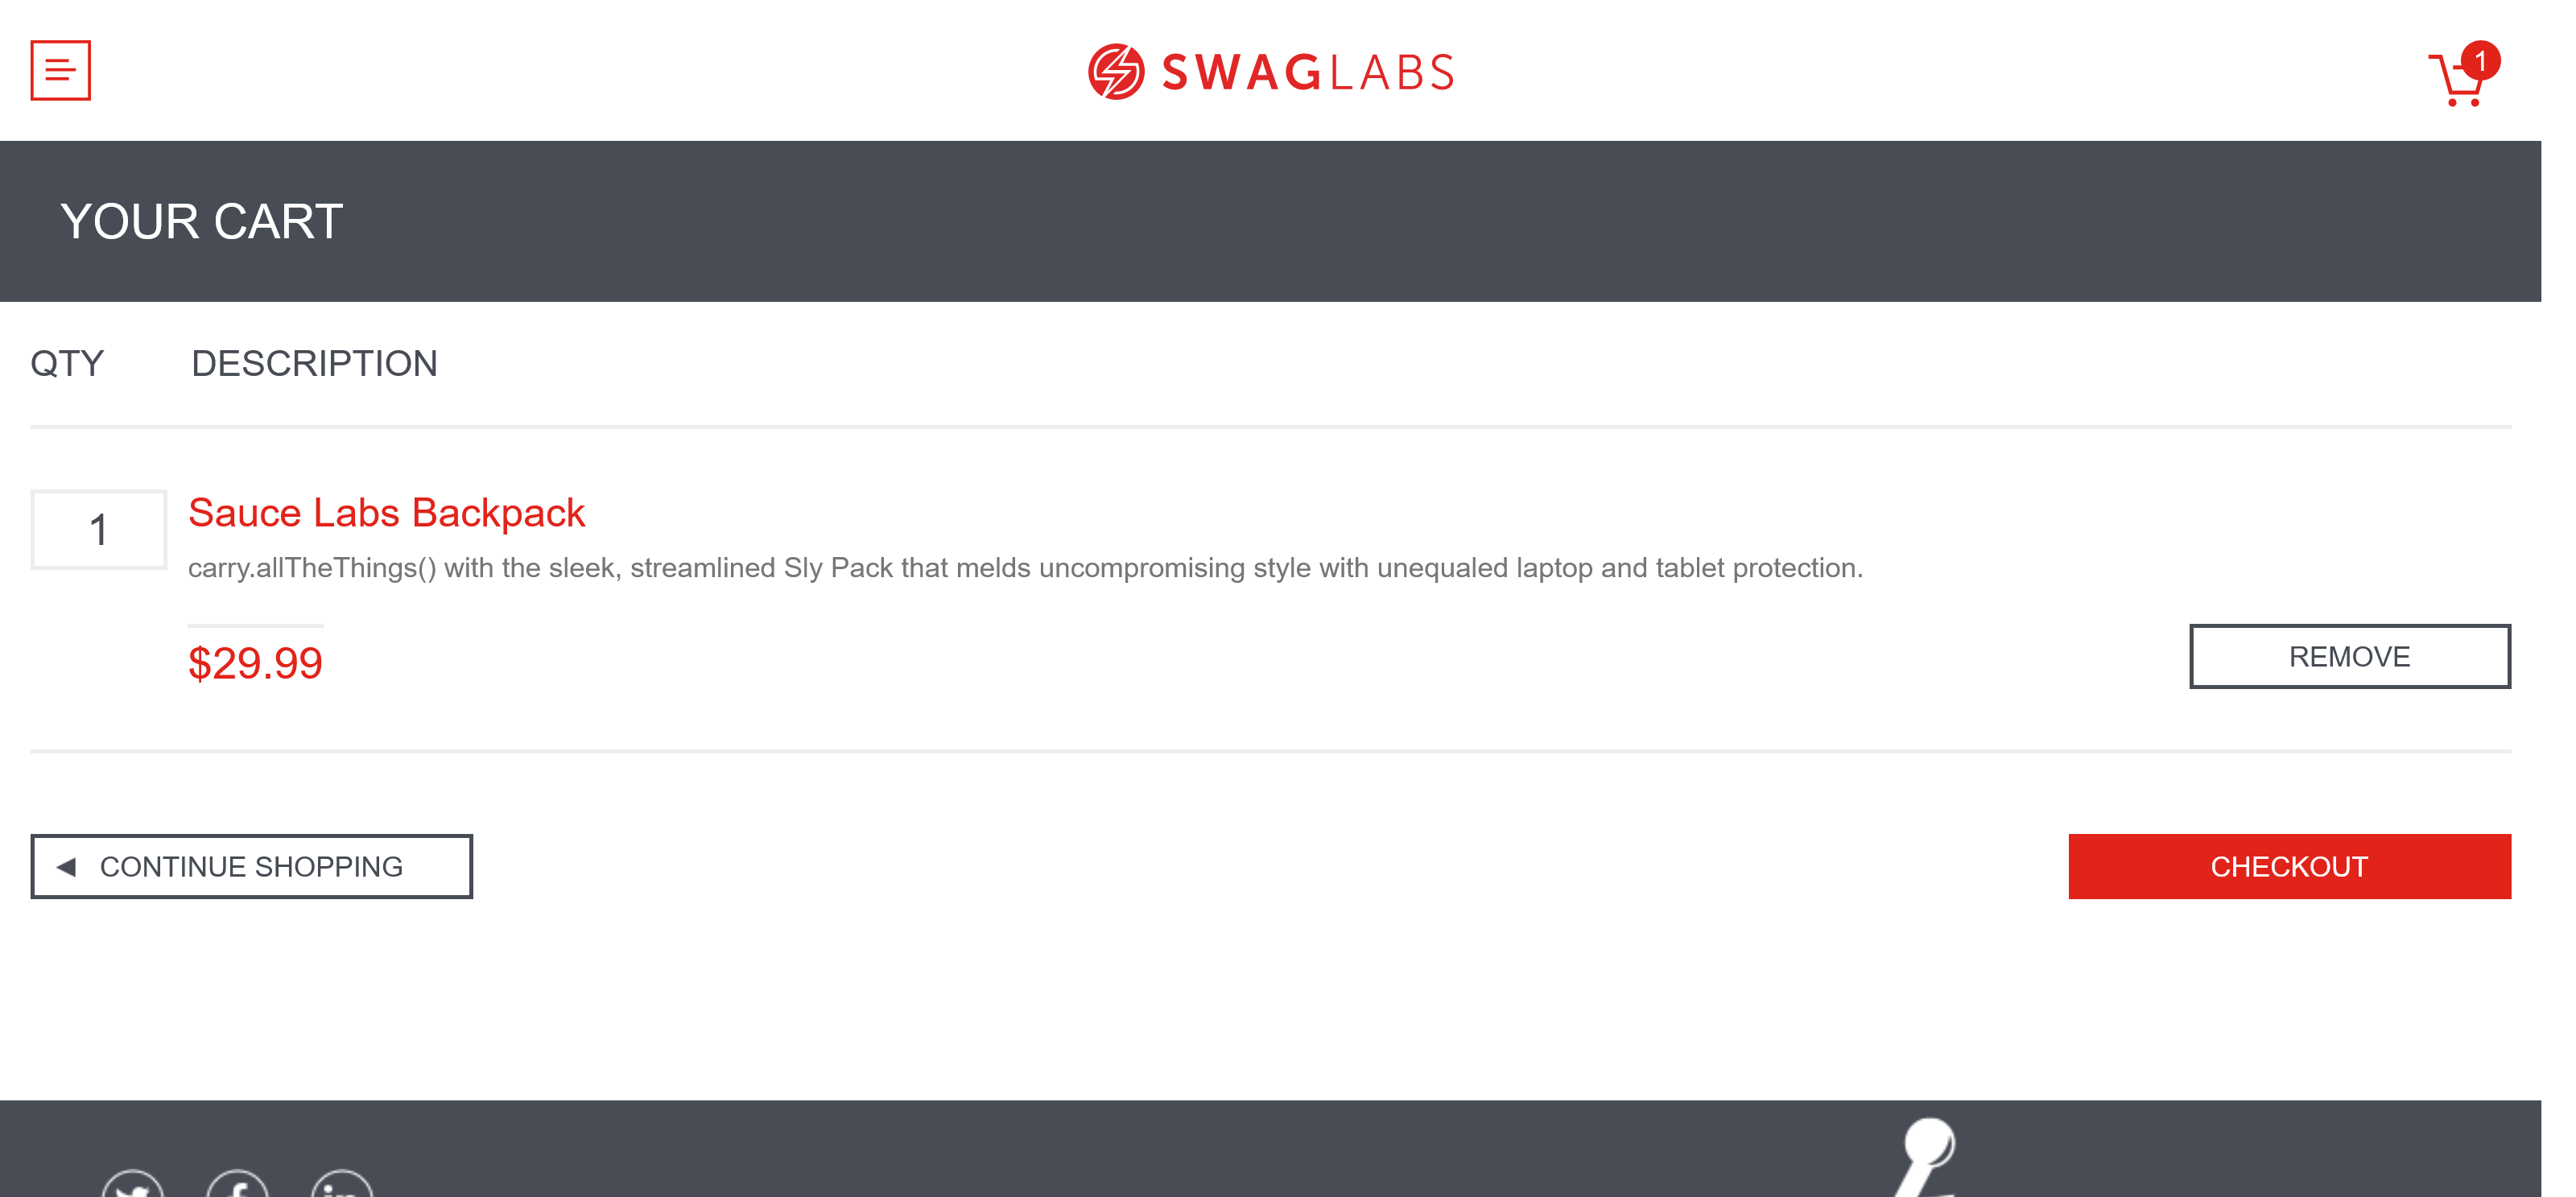 SWAGLABS
1
YOUR CART
QTY DESCRIPTION
1
Sauce Labs Backpack
carry.allTheThings() with the sleek, streamlined Sly Pack that melds uncompromising style with unequaled laptop and tablet protection.
$29.99
REMOVE
CONTINUE SHOPPING
CHECKOUT